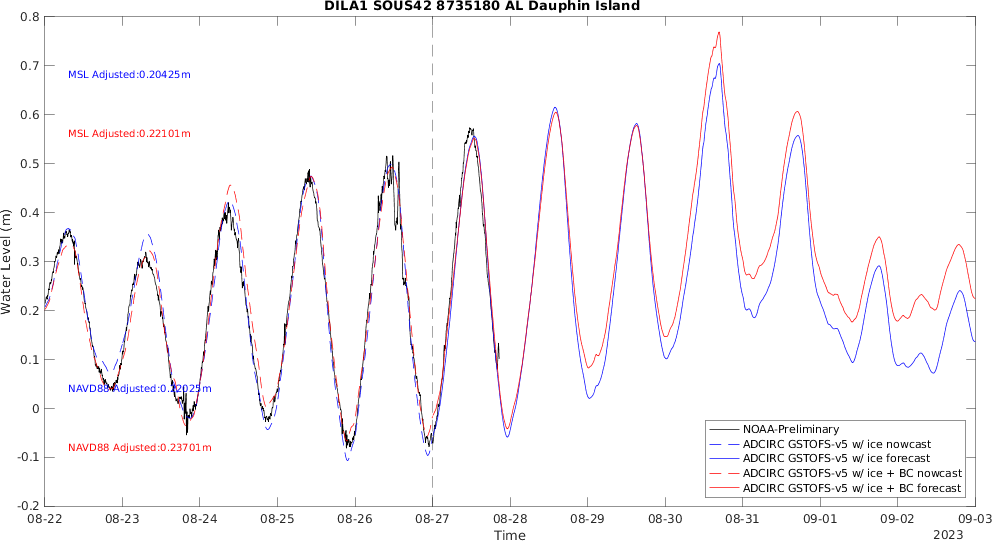 DILA1 SOUS42 8735180 AL Dauphin Island
0.8
0.7
0.6
0.5
0.4
0.3
0.2
0.1
0
-0.1
-0.2
Water Level (m)
MSL Adjusted:0.20425m
MSL Adjusted:0.22101m
NAVD88 Adjusted:0.22025m
NAVD88 Adjusted:0.23701m
NOAA-Preliminary
ADCIRC GSTOFS-v5 w/ ice nowcast
ADCIRC GSTOFS-v5 w/ ice forecast
ADCIRC GSTOFS-v5 w/ ice + BC nowcast
ADCIRC GSTOFS-v5 w/ ice + BC forecast
08-22 08-23 08-24 08-25 08-26 08-27 08-28 08-29 08-30 08-31 09-01 09-02 09-03
Time
2023